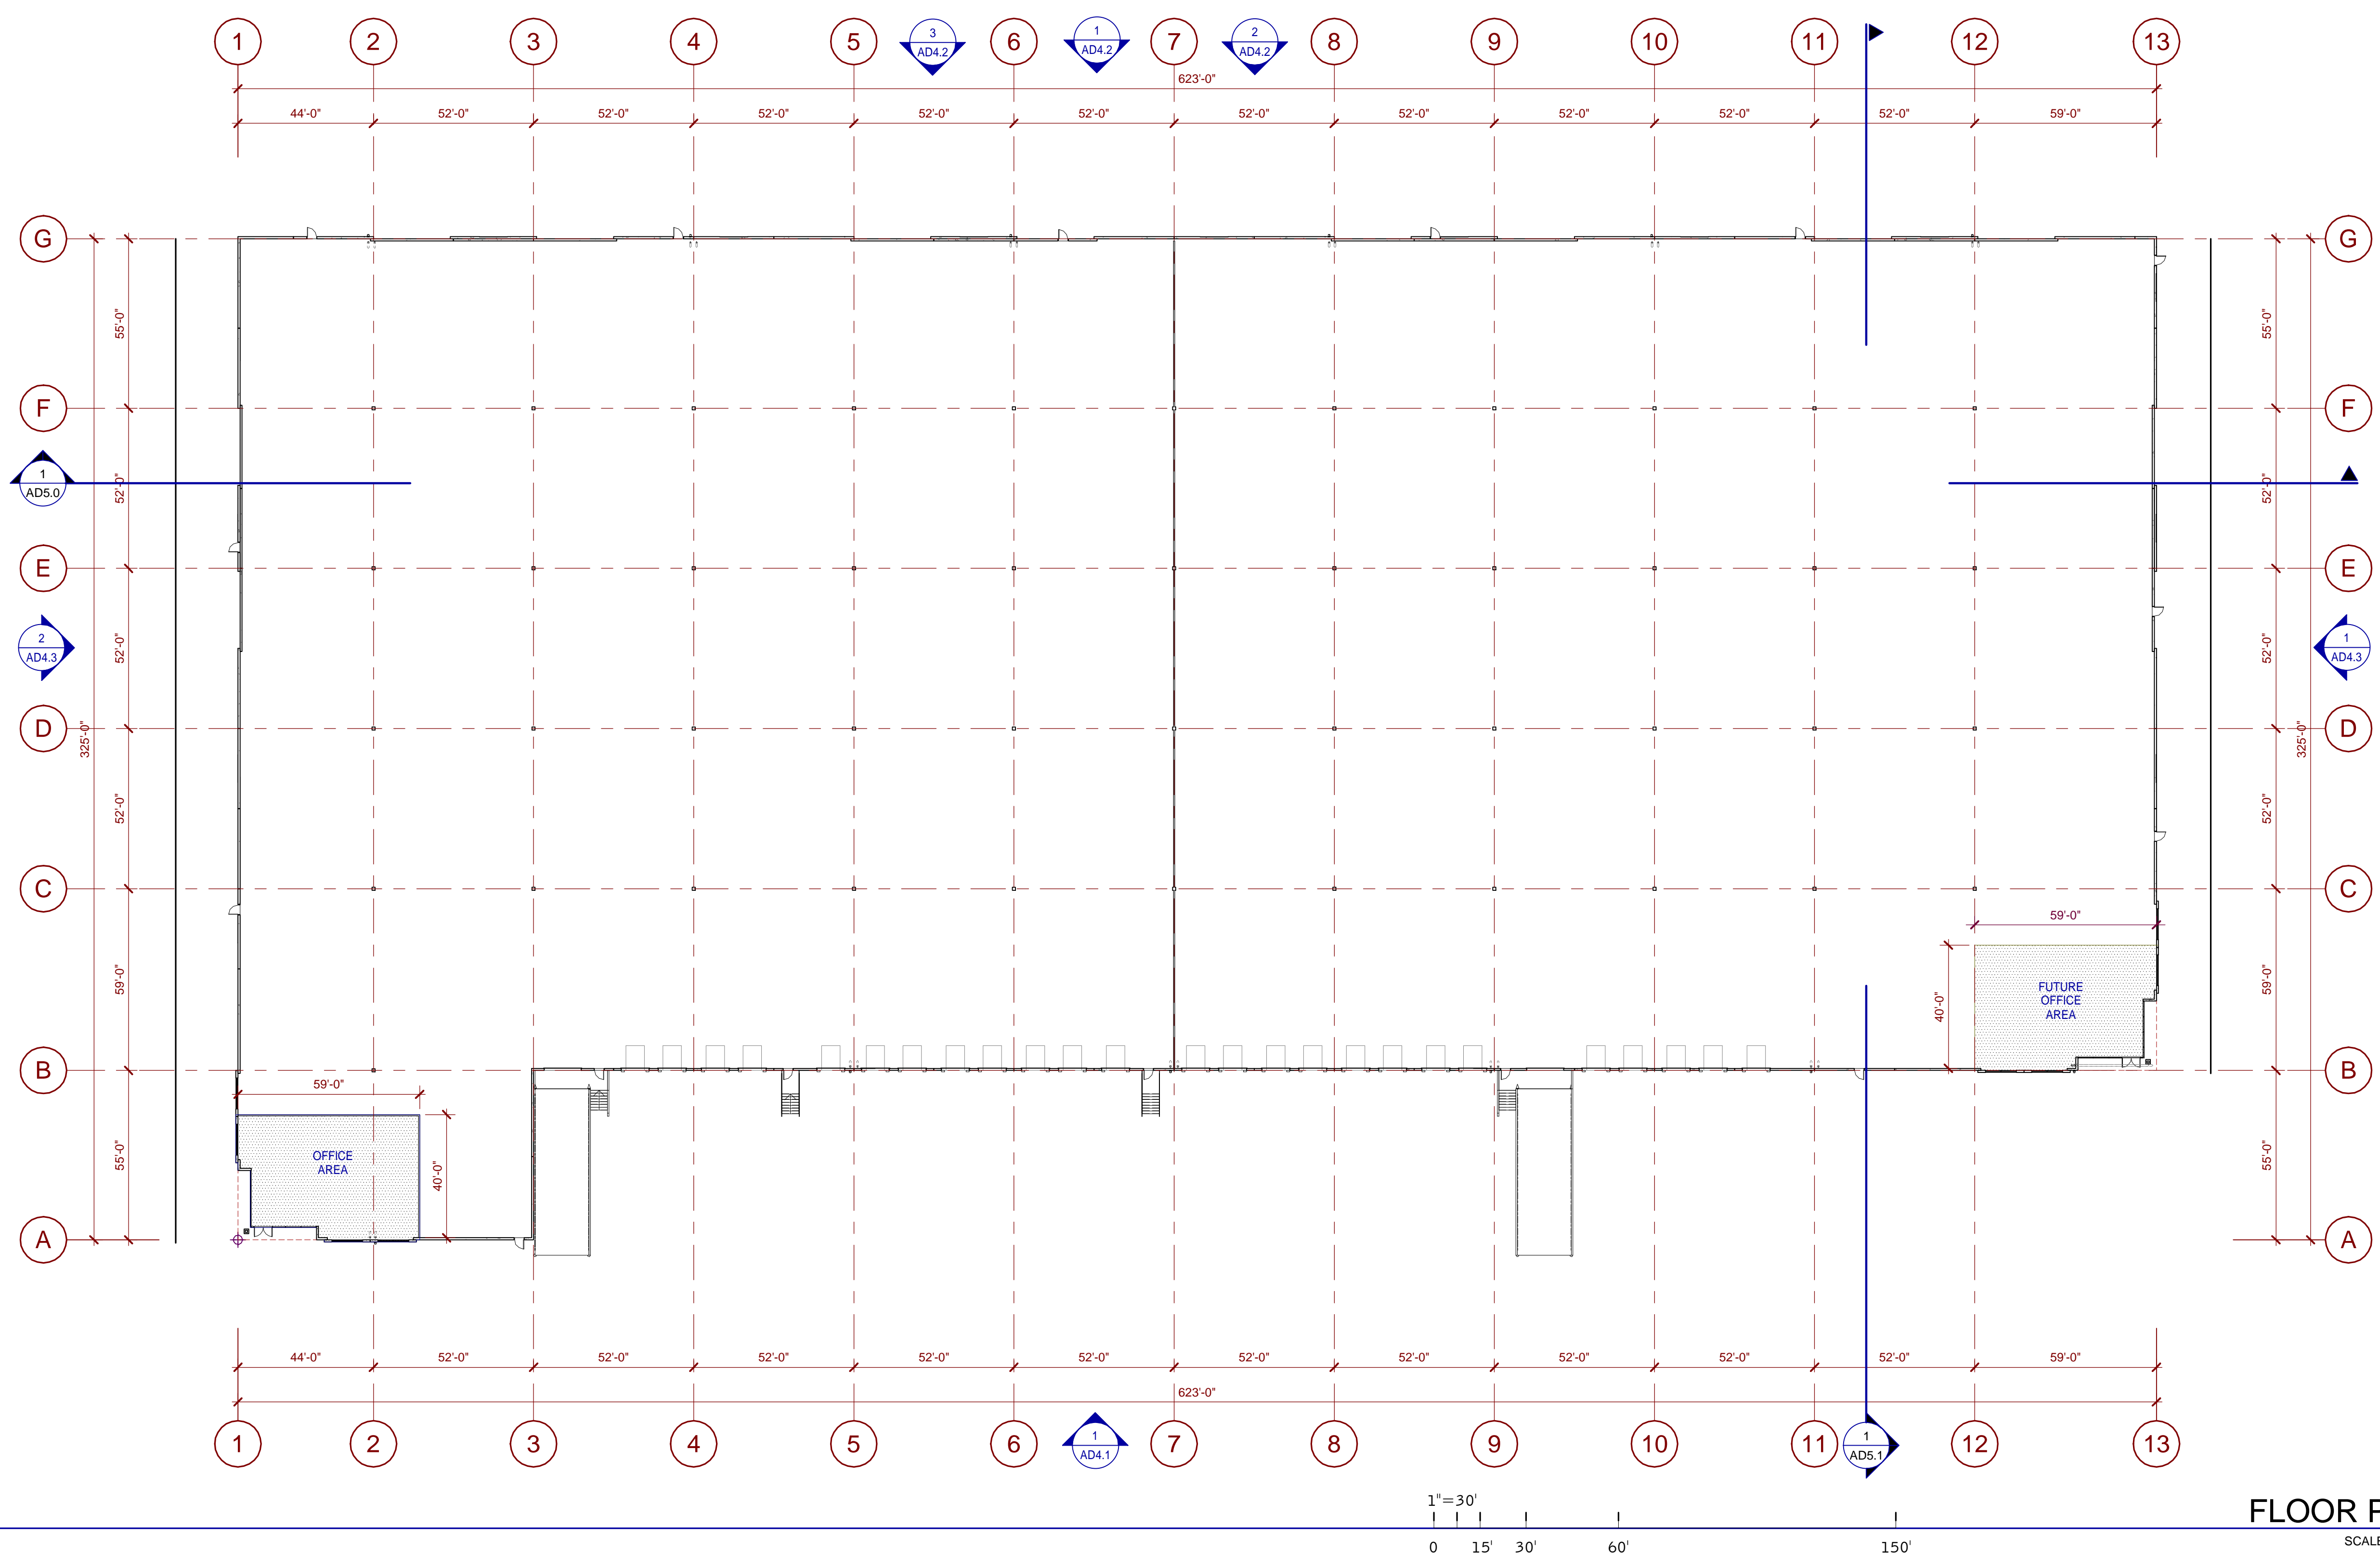 1 2 3 4 5 3 6 1 7 2 8 9 10 11 12 13
AD4.2 AD4.2 AD4.2
623'-0"
44'-0" 52'-0" 52'-0" 52'-0" 52'-0" 52'-0" 52'-0" 52'-0" 52'-0" 52'-0" 52'-0" 59'-0"
G G
55'-0" 55'-0"
F F
1
AD5.0
52'-0" 52'-0"
E E
2 1
AD4.3 AD4.3
52'-0" 52'-0"
D D
325'-0" 325'-0"
52'-0" 52'-0"
C C
59'-0"
59'-0" 59'-0"
40'-0"
FUTURE
OFFICE
AREA
B B
59'-0"
55'-0" 55'-0"
OFFICE
AREA
40'-0"
A A
44'-0" 52'-0" 52'-0" 52'-0" 52'-0" 52'-0" 52'-0" 52'-0" 52'-0" 52'-0" 52'-0" 59'-0"
623'-0"
1 2 3 4 5 6 1 7 8 9 10 11 1 12 13
AD4.1 AD5.1
1"=30'
FLOOR P
0 15' 30' 60' 150'
SCALE